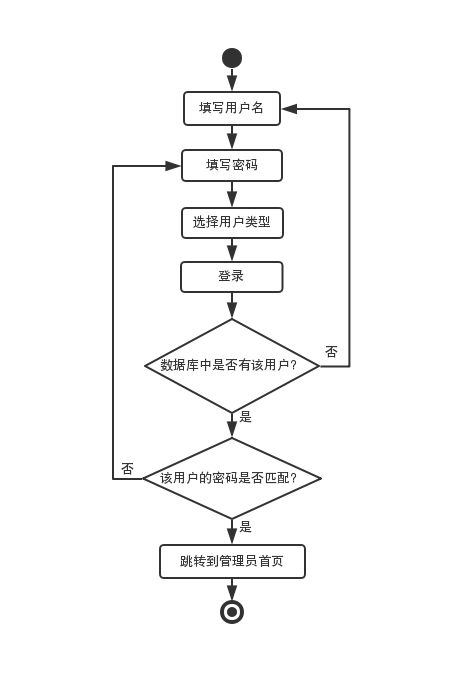 填写用户名
填写密码
选择用户类型
登录
数据库中是否有该用户?
否
是
该用户的密码是否匹配?
否
是
跳转到管理员首页